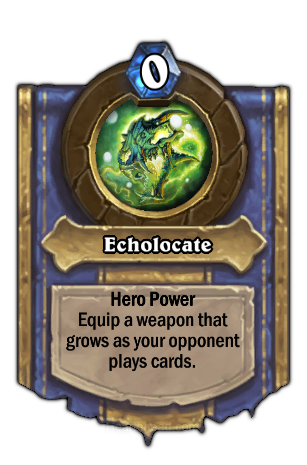 0
Echolocate
Hero Power
Equip a weapon that
grows as your opponent
plays cards.